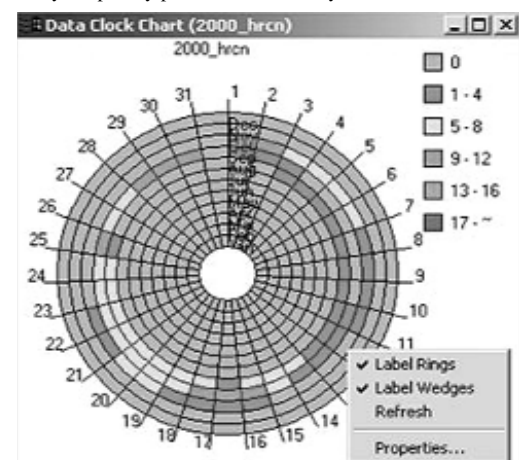 Data Clock Chart (2000_hrcn)
2000_hrcn
0
1 - 4
5 - 8
9 - 12
13 - 16
17 - ~
1
2
3
4
5
6
7
8
9
10
11
14
15
16
17
18
19
20
21
22
23
24
25
26
27
28
29
30
31
Label Rings
Label Wedges
Refresh
Properties...